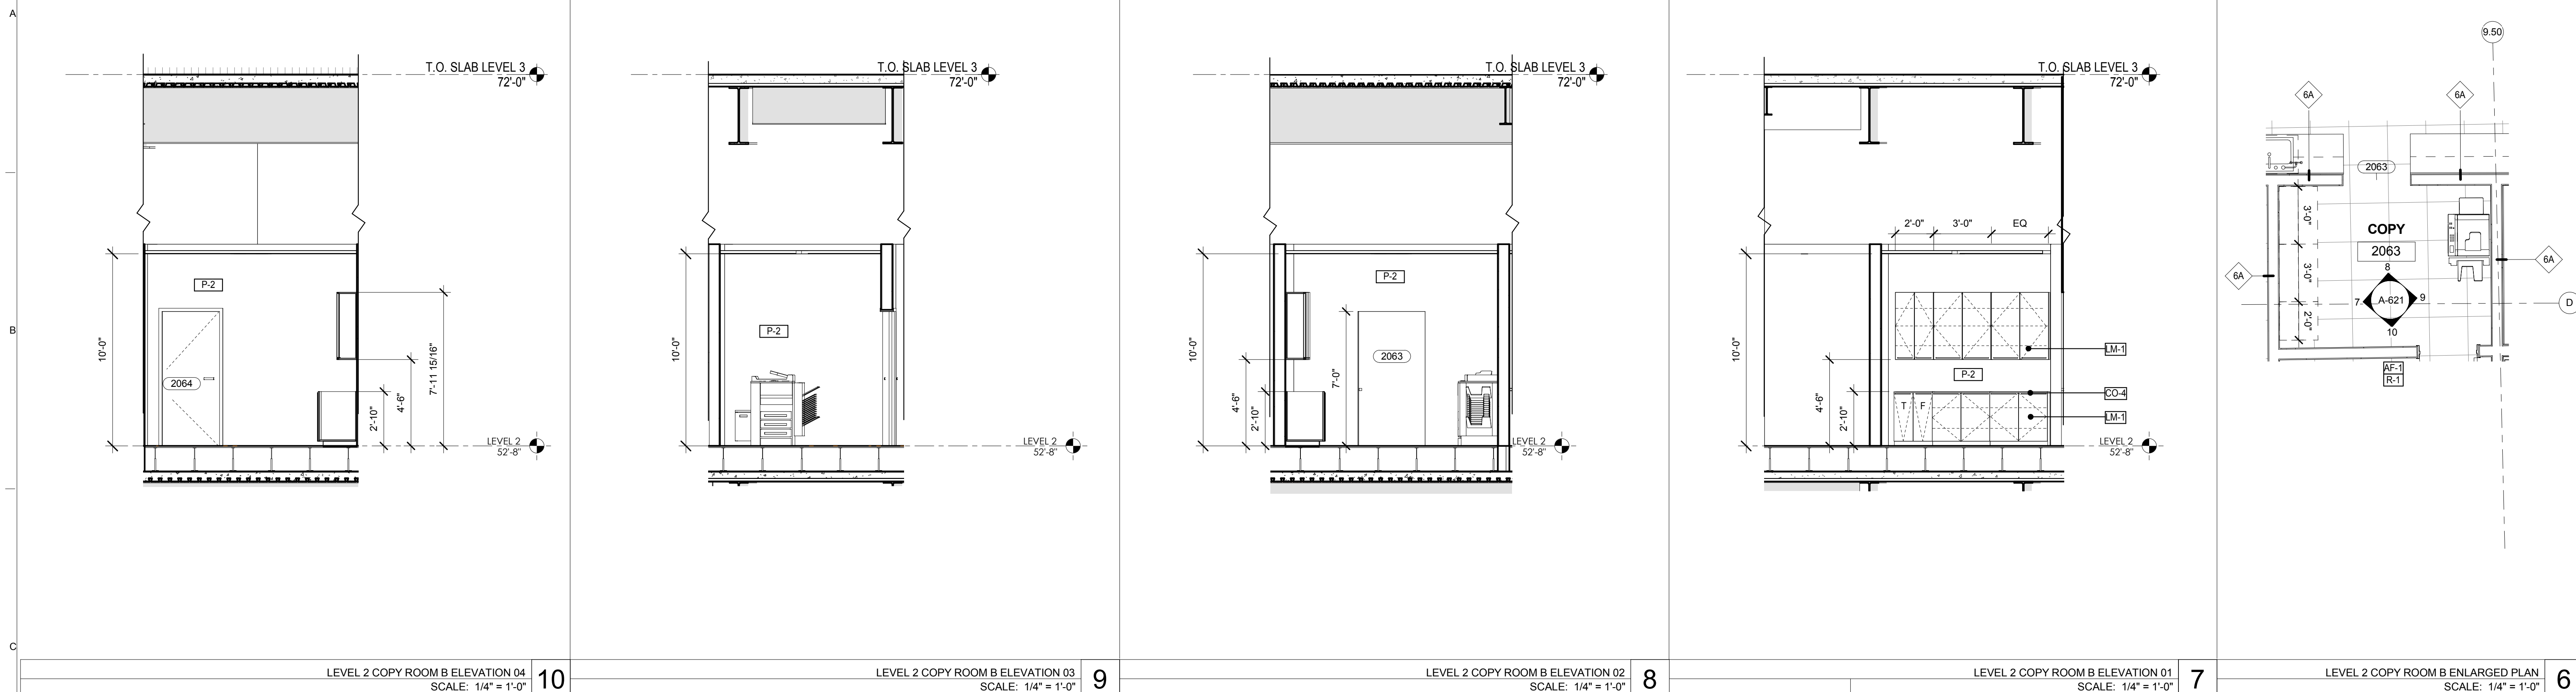 A
B
C
T.O. SLAB LEVEL 3
72'-0"
P-2
2064
10'-0"
2'-10"
4'-6"
7'-11 15/16"
LEVEL 2
52'-8"
LEVEL 2 COPY ROOM B ELEVATION 04
SCALE: 1/4" = 1'-0"
10
T.O. SLAB LEVEL 3
72'-0"
P-2
10'-0"
LEVEL 2
52'-8"
LEVEL 2 COPY ROOM B ELEVATION 03
SCALE: 1/4" = 1'-0"
9
T.O. SLAB LEVEL 3
72'-0"
P-2
2063
10'-0"
4'-6"
2'-10"
7'-0"
LEVEL 2
52'-8"
LEVEL 2 COPY ROOM B ELEVATION 02
SCALE: 1/4" = 1'-0"
8
T.O. SLAB LEVEL 3
72'-0"
2'-0"
3'-0"
EQ
10'-0"
4'-6"
2'-10"
LM-1
P-2
CO-4
T
F
LM-1
LEVEL 2
52'-8"
LEVEL 2 COPY ROOM B ELEVATION 01
SCALE: 1/4" = 1'-0"
7
9.50
6A
6A
2063
3'-0"
COPY
2063
6A
3'-0"
6A
8
7
A-621
9
10
D
2'-0"
AF-1
R-1
LEVEL 2 COPY ROOM B ENLARGED PLAN
SCALE: 1/4" = 1'-0"
6